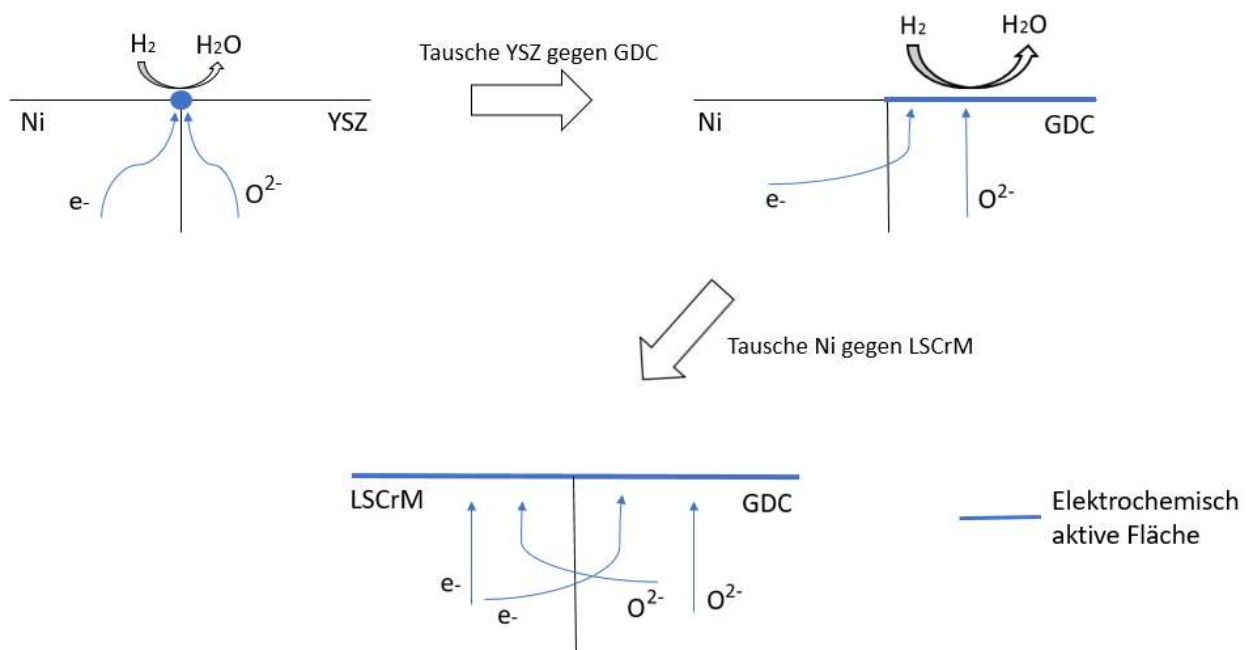 H₂ H₂O
Tausche YSZ gegen GDC
H₂ H₂O
Ni YSZ
Ni GDC
e- O²⁻
e- O²⁻
Tausche Ni gegen LSCrM
LSCrM GDC
Elektrochemisch
aktive Fläche
e- e- O²⁻ O²⁻